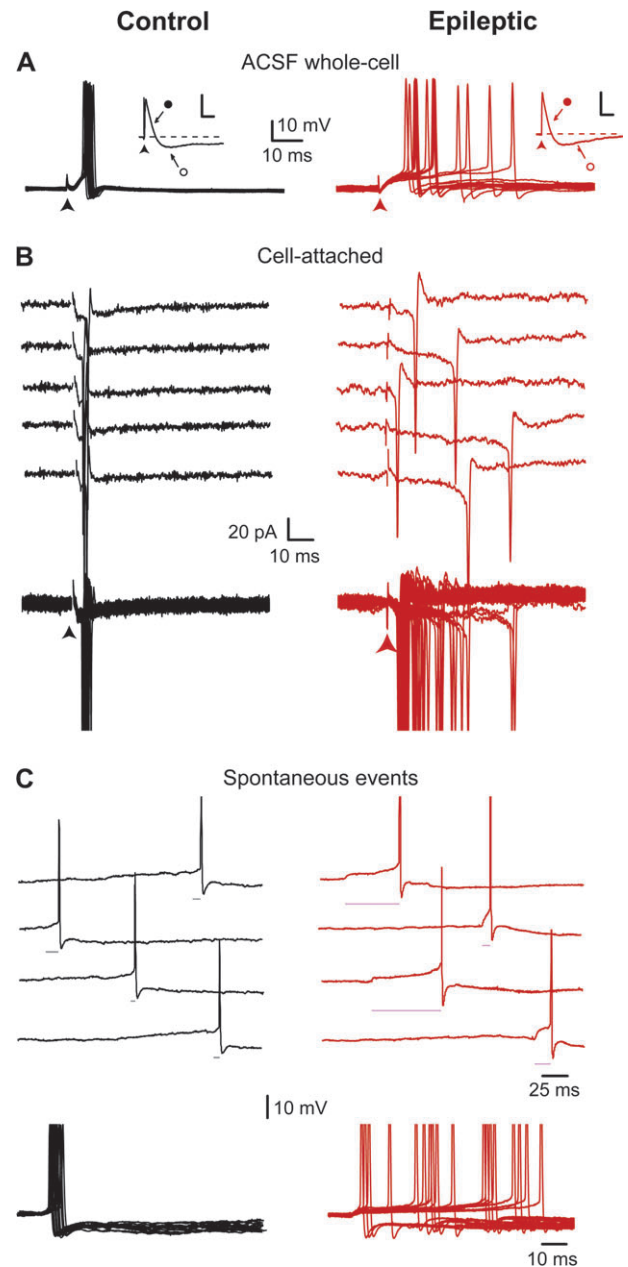 Control
Epileptic
A
ACSF whole-cell
10 mV
10 ms
B
Cell-attached
20 pA
10 ms
C
Spontaneous events
25 ms
10 mV
10 ms